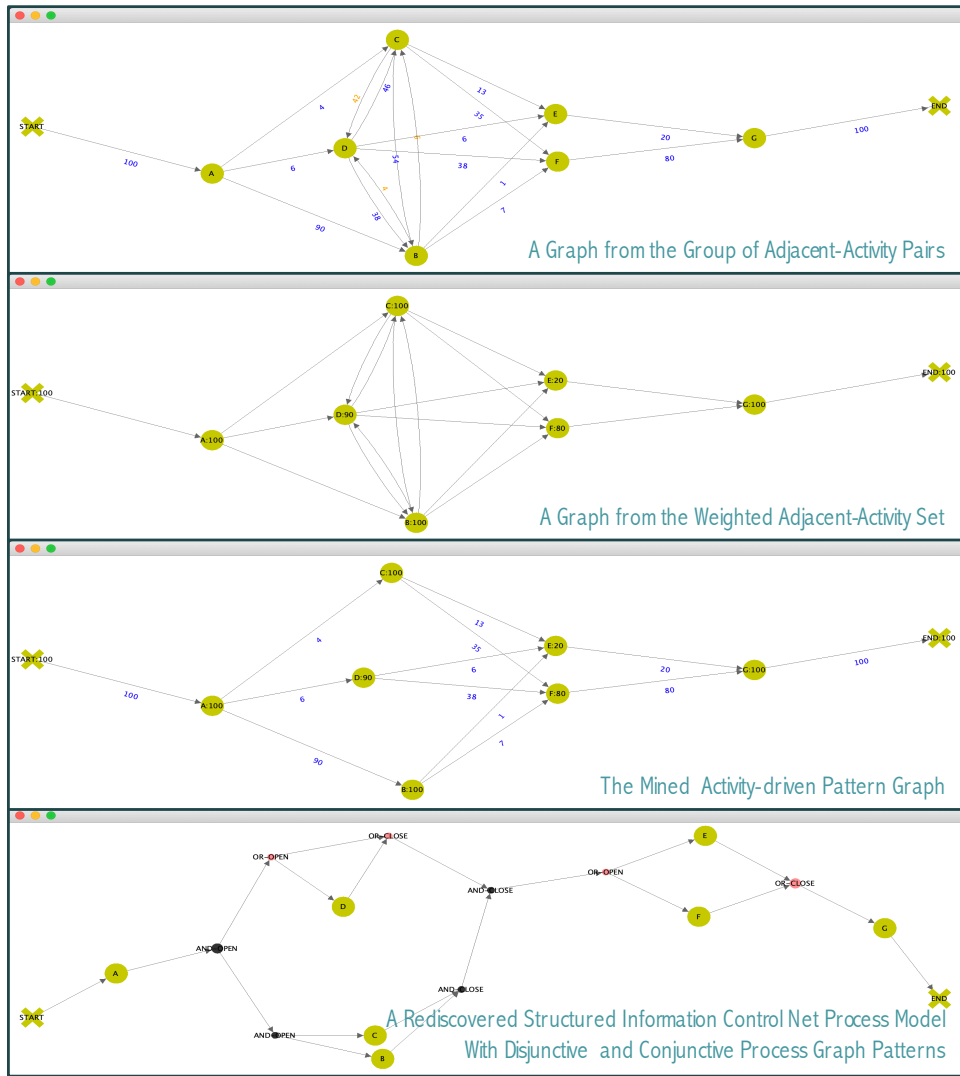 C
13
42
46
4
35
E
START
END
20
100
D
6
G
100
6
54
38
F
80
A
4
1
38
7
90
B
A Graph from the Group of Adjacent-Activity Pairs
C:100
START:100
END:100
E:20
D:90
G:100
F:80
A:100
B:100
A Graph from the Weighted Adjacent-Activity Set
C:100
13
4
35
E:20
START:100
END:100
20
100
6
G:100
D:90
100
6
38
F:80
80
A:100
1
7
90
B:100
The Mined Activity-driven Pattern Graph
OR-CLOSE
E
OR-OPEN
OR-OPEN
OR-CLOSE
AND-CLOSE
D
F
G
AND-OPEN
A
AND-CLOSE
END
START
A Rediscovered Structured Information Control Net Process Model
AND-OPEN
C
With Disjunctive and Conjunctive Process Graph Patterns
B